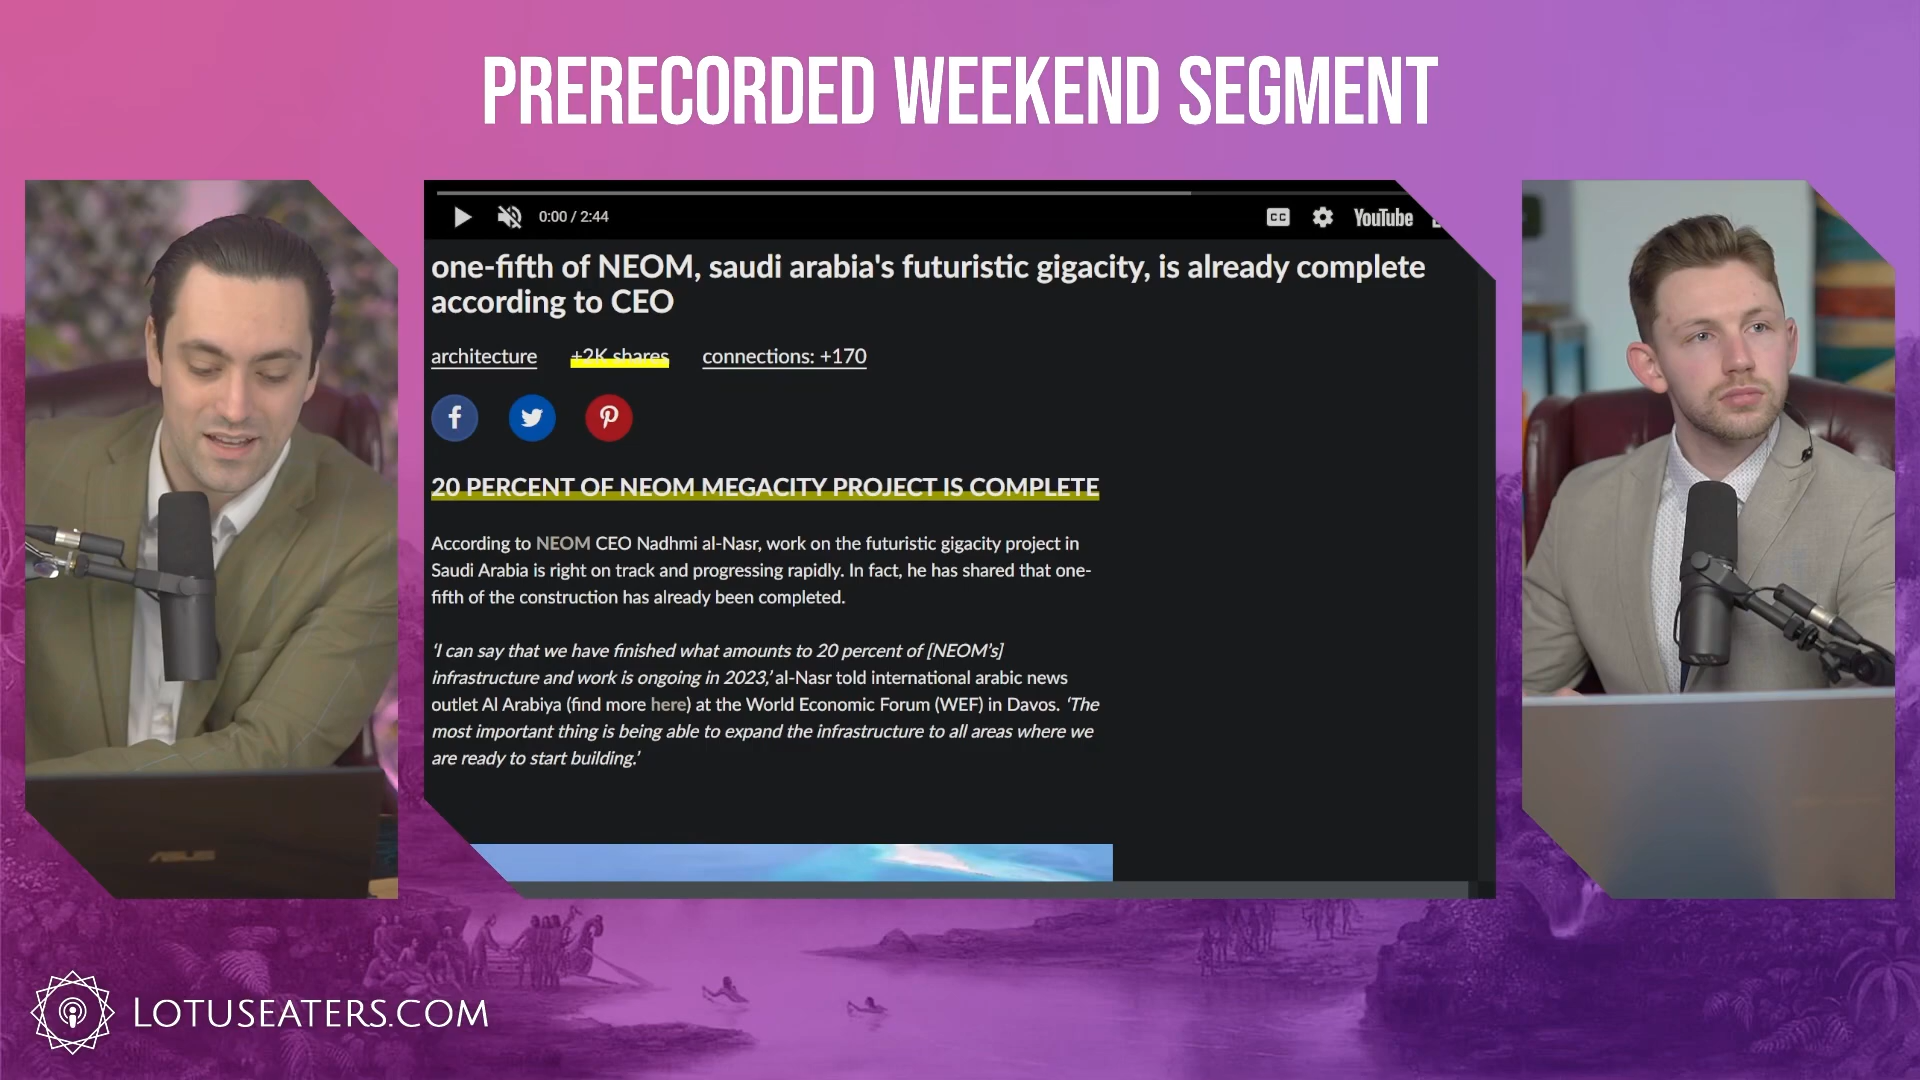 PRERECORDED WEEKEND SEGMENT
0:00 / 2:44
CC
YouTube
one-fifth of NEOM, saudi arabia's futuristic gigacity, is already complete
according to CEO
architecture +2K shares connections: +170
20 PERCENT OF NEOM MEGACITY PROJECT IS COMPLETE
According to NEOM CEO Nadhmi al-Nasr, work on the futuristic gigacity project in
Saudi Arabia is right on track and progressing rapidly. In fact, he has shared that one-
fifth of the construction has already been completed.
‘I can say that we have finished what amounts to 20 percent of [NEOM’s]
infrastructure and work is ongoing in 2023,’ al-Nasr told international arabic news
outlet Al Arabiya (find more here) at the World Economic Forum (WEF) in Davos. ‘The
most important thing is being able to expand the infrastructure to all areas where we
are ready to start building.’
ASUS
LOTUSEATERS.COM